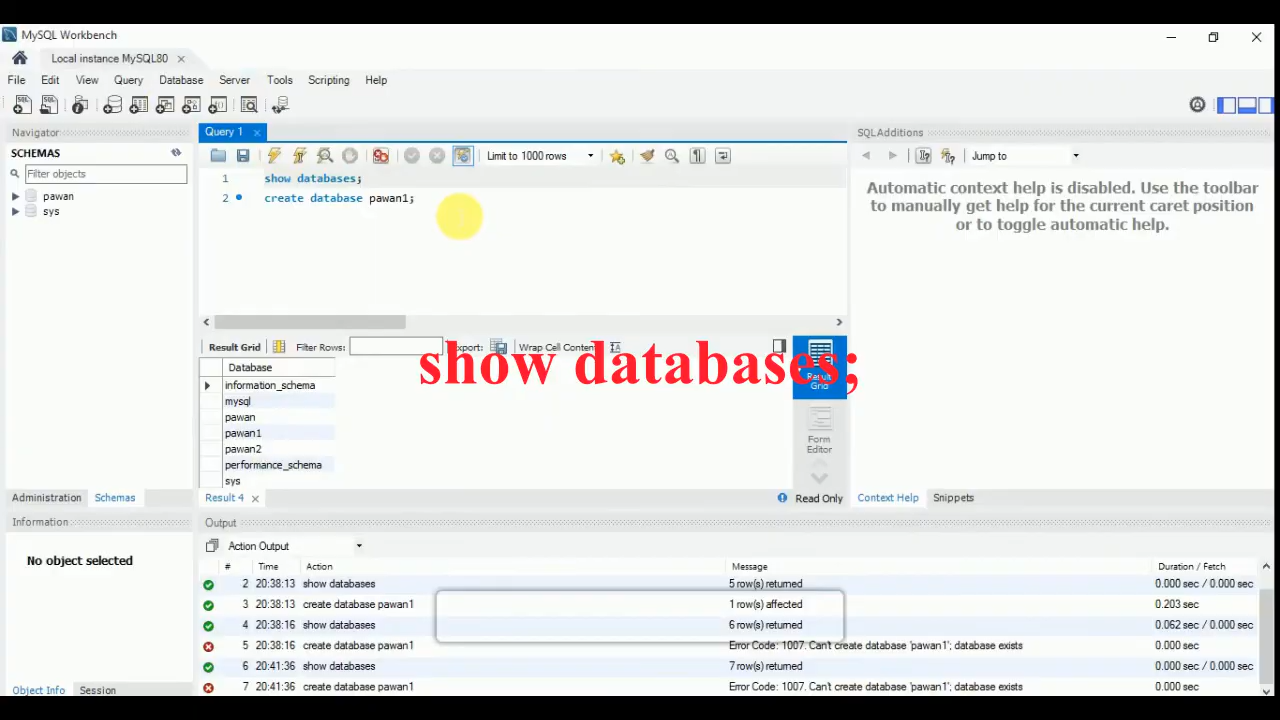 MySQL Workbench
Local instance MySQL80
File Edit View Query Database Server Tools Scripting Help
Navigator
SCHEMAS
Filter objects
pawan
sys
Administration Schemas
Information
No object selected
Object Info Session
Query 1
Limit to 1000 rows
1 show databases;
2 create database pawan1;
Result Grid Filter Rows: Export: Wrap Cell Content:
show databases;
Database
information_schema
mysql
pawan
pawan1
pawan2
performance_schema
sys
Result Grid
Form Editor
Result 4
Read Only
SQLAdditions
Jump to
Automatic context help is disabled. Use the toolbar
to manually get help for the current caret position
or to toggle automatic help.
Context Help Snippets
Output
Action Output
# Time Action Message Duration / Fetch
2 20:38:13 show databases 5 row(s) returned 0.000 sec / 0.000 sec
3 20:38:13 create database pawan1 1 row(s) affected 0.203 sec
4 20:38:16 show databases 6 row(s) returned 0.062 sec / 0.000 sec
5 20:38:16 create database pawan1 Error Code: 1007. Can't create database 'pawan1'; database exists 0.000 sec
6 20:41:36 show databases 7 row(s) returned 0.000 sec / 0.000 sec
7 20:41:36 create database pawan1 Error Code: 1007. Can't create database 'pawan1'; database exists 0.000 sec